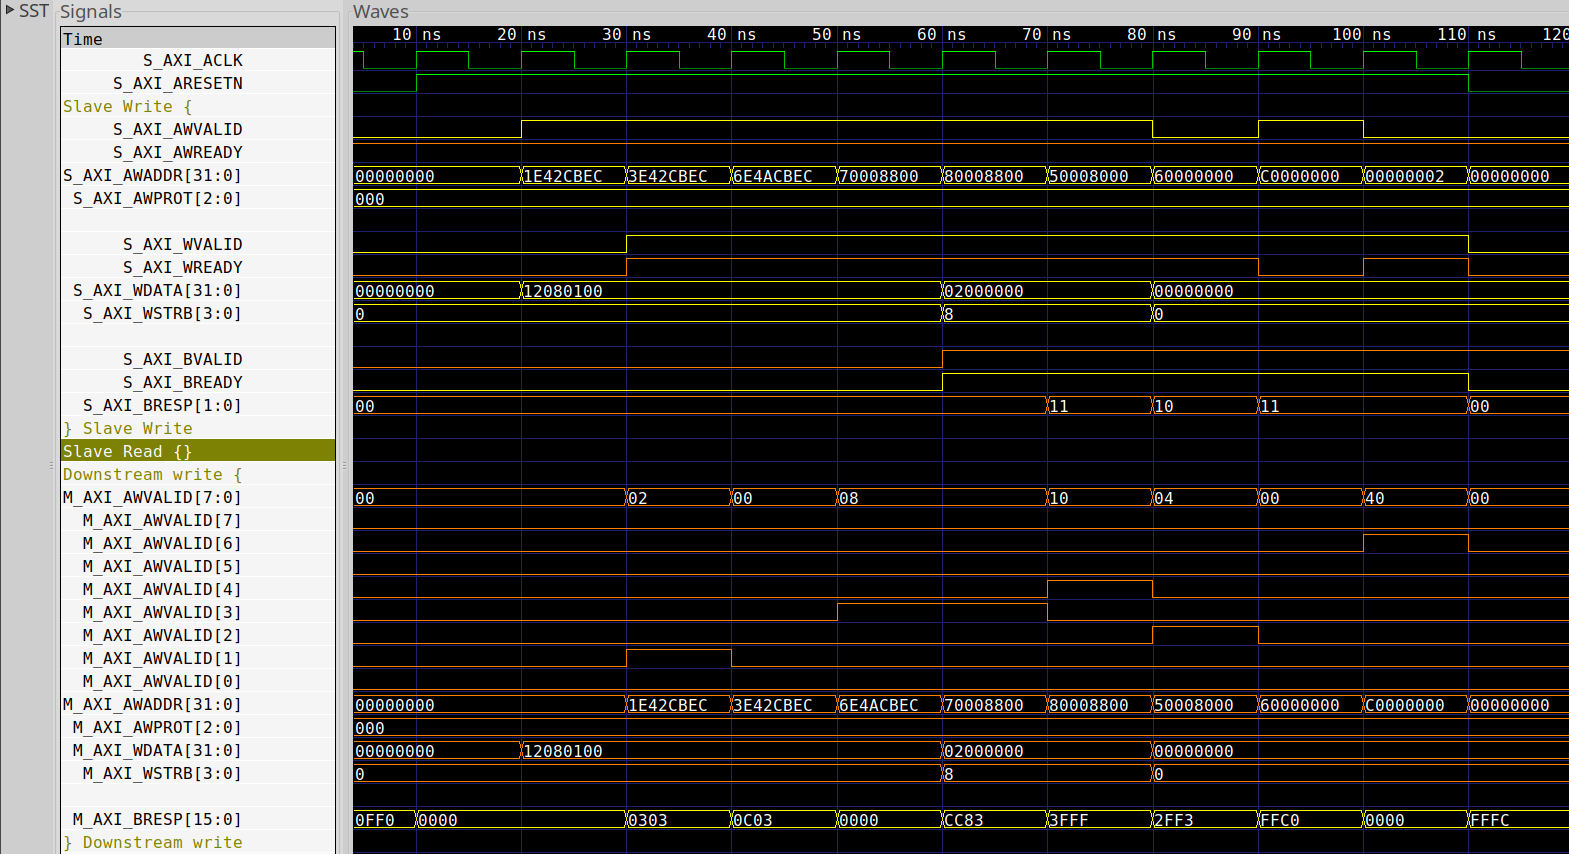 SST Signals Waves
Time 10 ns 20 ns 30 ns 40 ns 50 ns 60 ns 70 ns 80 ns 90 ns 100 ns 110 ns 120
S_AXI_ACLK
S_AXI_ARESETN
Slave Write {
S_AXI_AWVALID
S_AXI_AWREADY
S_AXI_AWADDR[31:0] 00000000 1E42CBEC 3E42CBEC 6E4ACBEC 70008800 80008800 50008000 60000000 C0000000 00000002 00000000
S_AXI_AWPROT[2:0] 000
S_AXI_WVALID
S_AXI_WREADY
S_AXI_WDATA[31:0] 00000000 12080100 02000000 00000000
S_AXI_WSTRB[3:0] 0 8 0
S_AXI_BVALID
S_AXI_BREADY
S_AXI_BRESP[1:0] 00 11 10 11 00
} Slave Write
Slave Read {}
Downstream write {
M_AXI_AWVALID[7:0] 00 02 00 08 10 04 00 40 00
M_AXI_AWVALID[7]
M_AXI_AWVALID[6]
M_AXI_AWVALID[5]
M_AXI_AWVALID[4]
M_AXI_AWVALID[3]
M_AXI_AWVALID[2]
M_AXI_AWVALID[1]
M_AXI_AWVALID[0]
M_AXI_AWADDR[31:0] 00000000 1E42CBEC 3E42CBEC 6E4ACBEC 70008800 80008800 50008000 60000000 C0000000 00000000
M_AXI_AWPROT[2:0] 000
M_AXI_WDATA[31:0] 00000000 12080100 02000000 00000000
M_AXI_WSTRB[3:0] 0 8 0
M_AXI_BRESP[15:0] 0FF0 0000 0303 0C03 0000 CC83 3FFF 2FF3 FFC0 0000 FFFC
} Downstream write